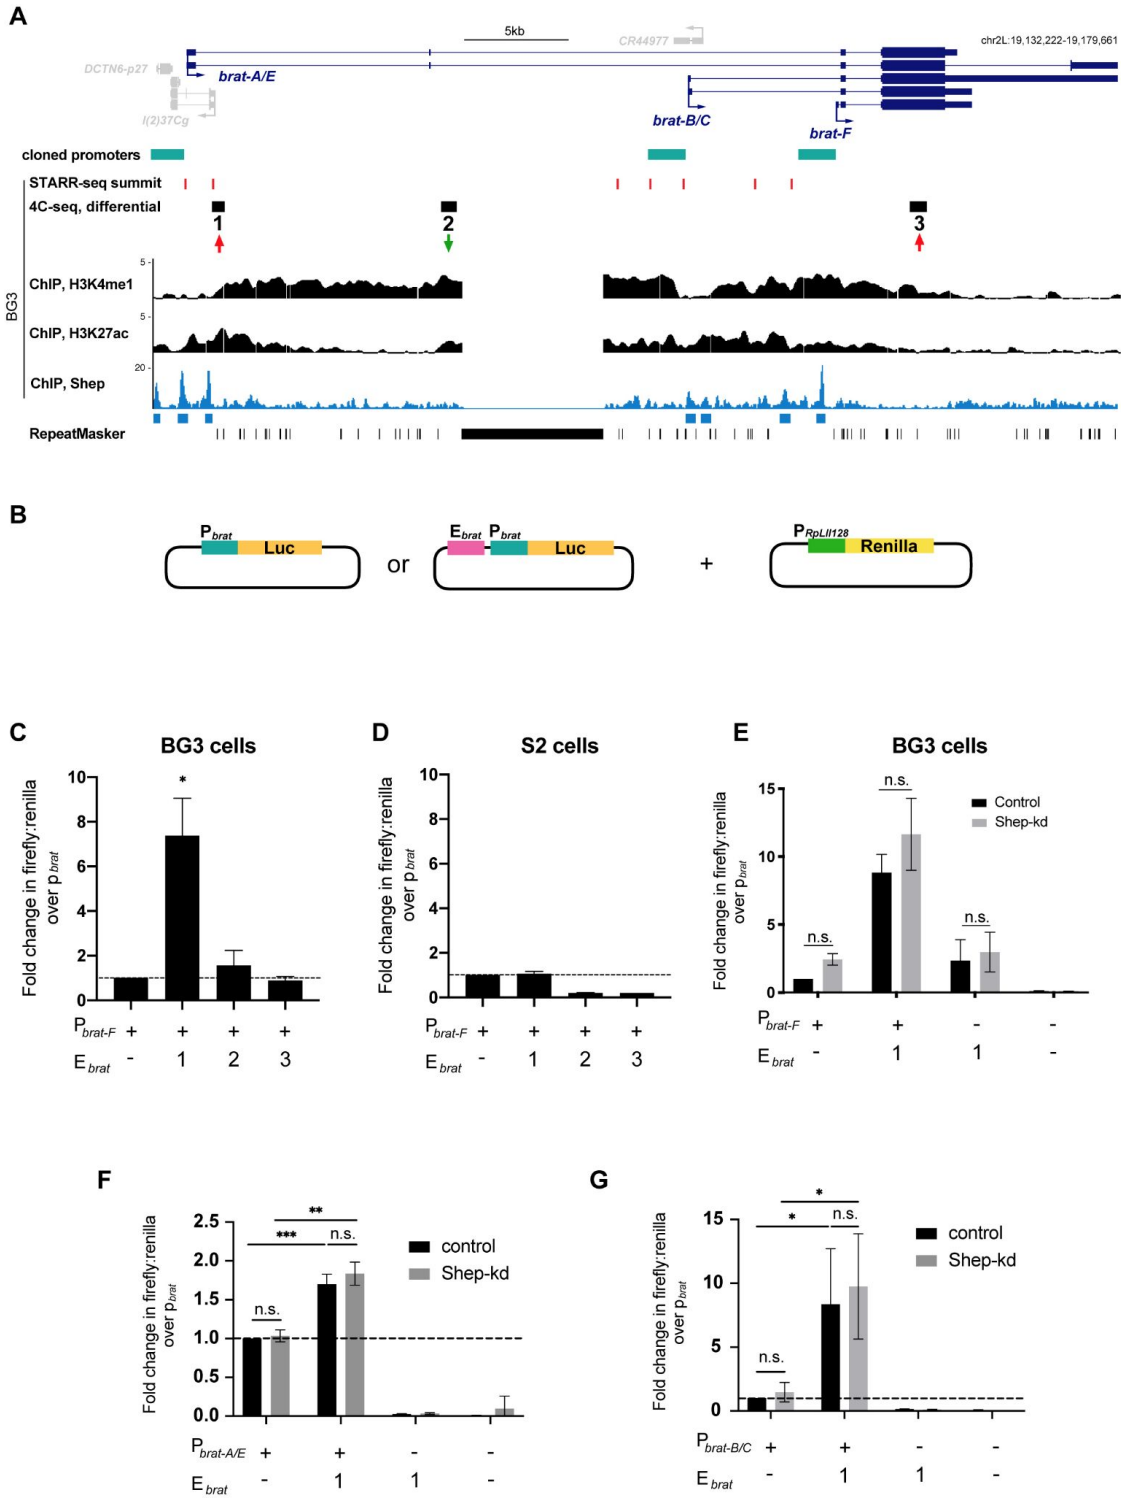 A
5kb
CR44977
chr2L:19,132,222-19,179,661
DCTN6-p27
brat-A/E
l(2)37Cg
brat-B/C
brat-F
cloned promoters
STARR-seq summit
4C-seq, differential
1 2 3
BG3
5 -
ChIP, H3K4me1
5 -
ChIP, H3K27ac
20 -
ChIP, Shep
RepeatMasker
B
Pbrat
Luc
or
Ebrat Pbrat
Luc
+
PRpLII128
Renilla
C
BG3 cells
Fold change in firefly:renilla
over pbrat
10
8
6
4
2
0
*
Pbrat-F + + + +
Ebrat - 1 2 3
D
S2 cells
Fold change in firefly:renilla
over pbrat
10
8
6
4
2
0
Pbrat-F + + + +
Ebrat - 1 2 3
E
BG3 cells
Fold change in firefly:renilla
over pbrat
15
10
5
0
n.s.
n.s.
n.s.
Control
Shep-kd
Pbrat-F + + - -
Ebrat - 1 1 -
F
Fold change in firefly:renilla
over pbrat
2.5
2.0
1.5
1.0
0.5
0.0
**
***
n.s.
n.s.
control
Shep-kd
Pbrat-A/E + + - -
Ebrat - 1 1 -
G
Fold change in firefly:renilla
over pbrat
15
10
5
0
*
*
n.s.
n.s.
control
Shep-kd
Pbrat-B/C + + - -
Ebrat - 1 1 -